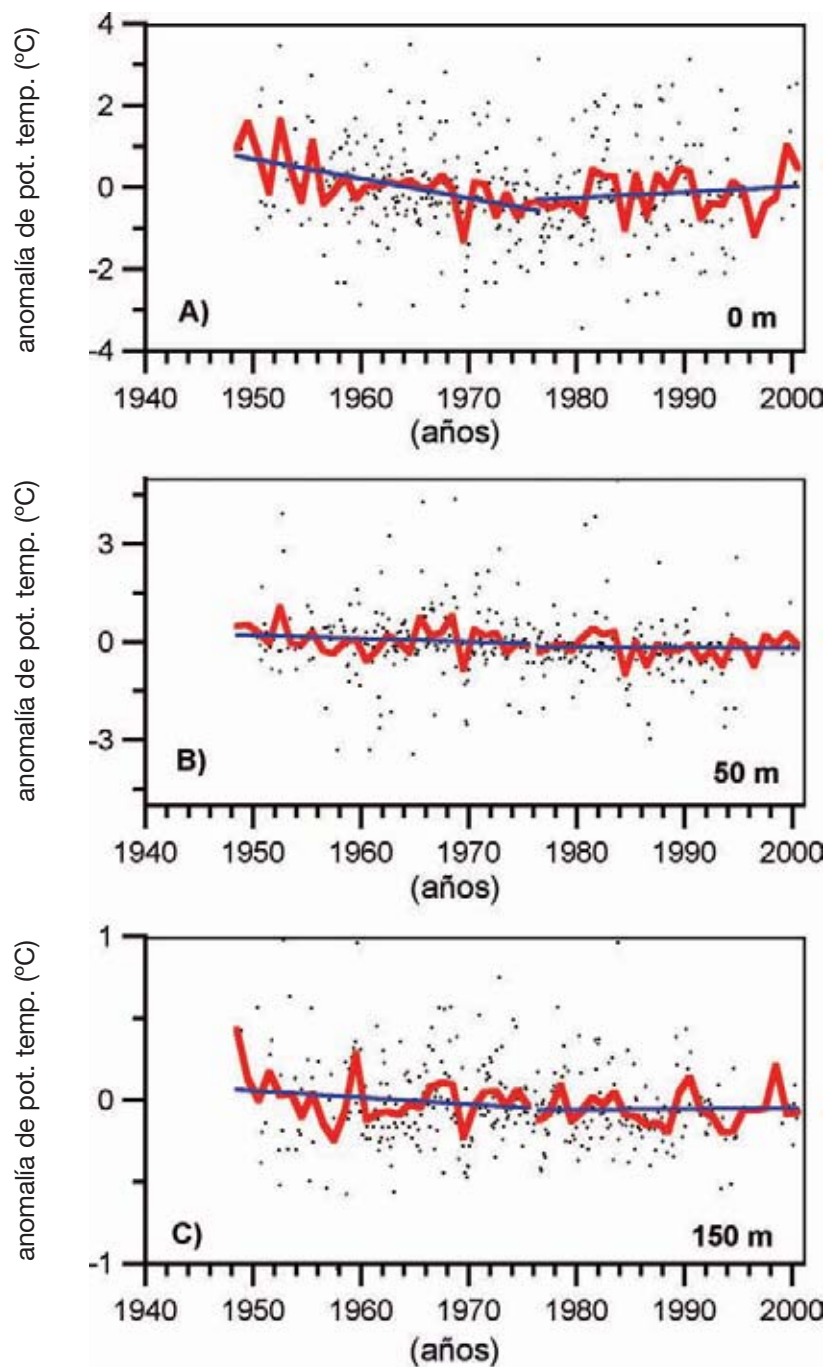 anomalía de pot. temp. (ºC)
4
2
0
-2
-4
A)
0 m
1940 1950 1960 1970 1980 1990 2000
(años)
anomalía de pot. temp. (ºC)
3
0
-3
B)
50 m
1940 1950 1960 1970 1980 1990 2000
(años)
anomalía de pot. temp. (ºC)
1
0
-1
C)
150 m
1940 1950 1960 1970 1980 1990 2000
(años)